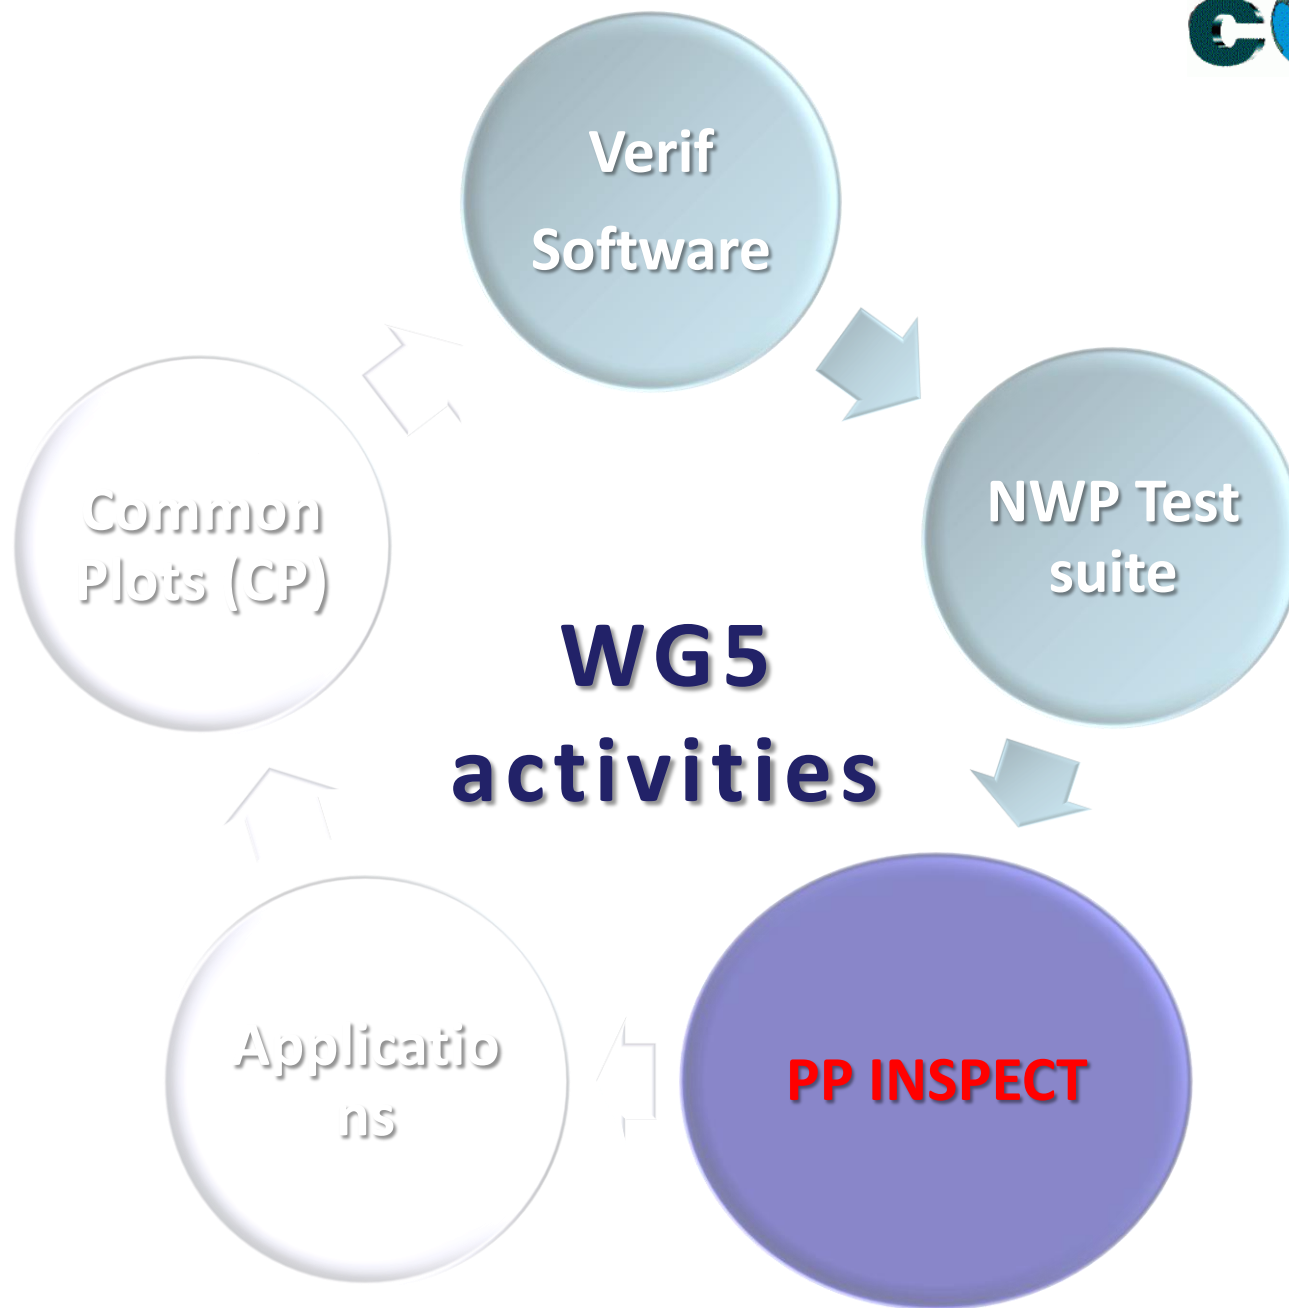 Verif
Software
Common
Plots (CP)
NWP Test
suite
WG5
activities
Applicatio
ns
PP INSPECT